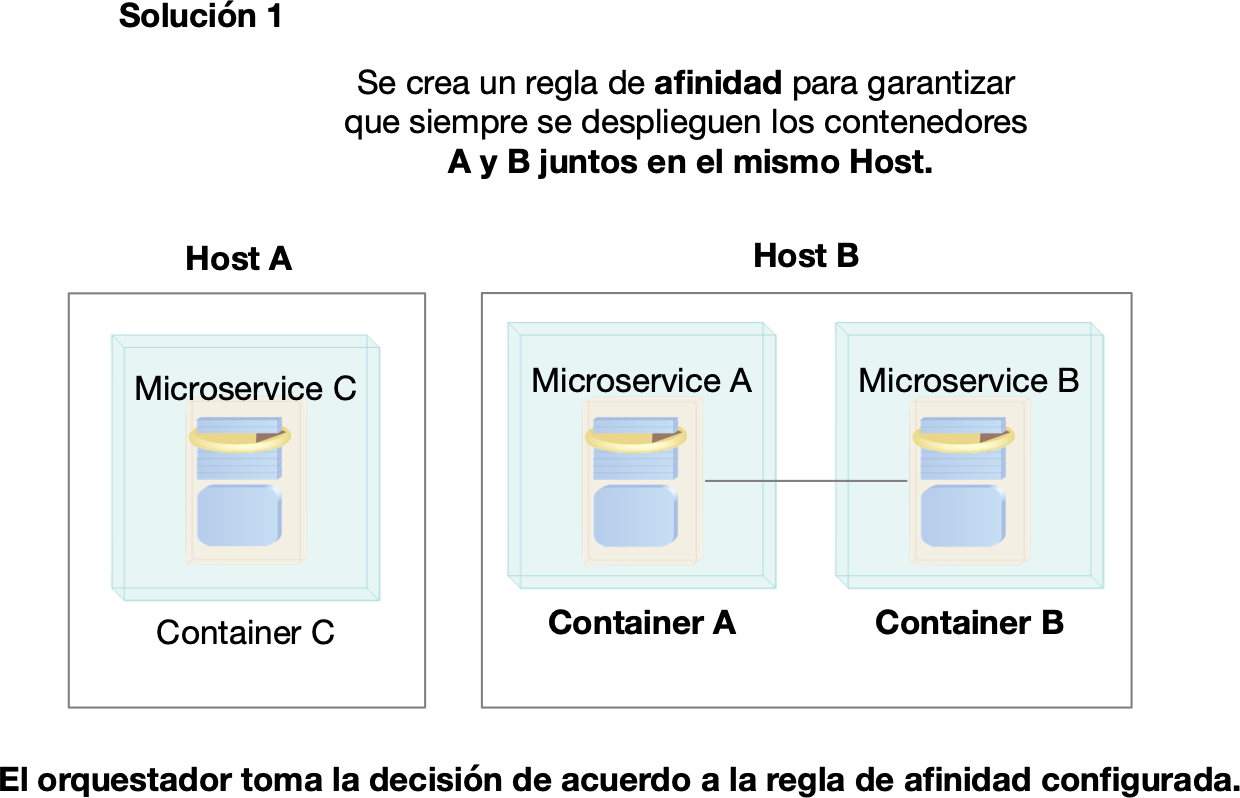 Solución 1
Se crea un regla de afinidad para garantizar
que siempre se desplieguen los contenedores
A y B juntos en el mismo Host.
Host A
Host B
Microservice C
Microservice A
Microservice B
Container C
Container A
Container B
El orquestador toma la decisión de acuerdo a la regla de afinidad configurada.